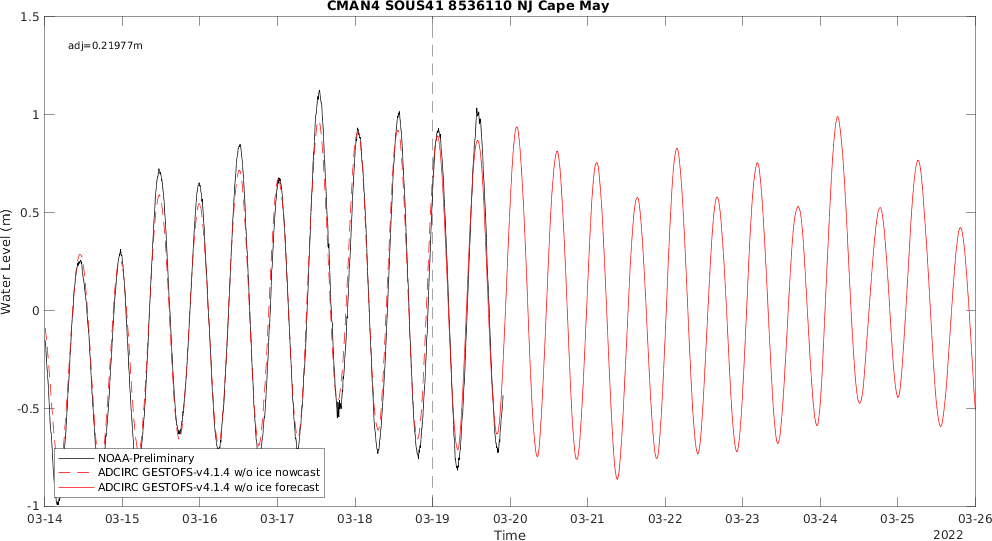 CMAN4 SOUS41 8536110 NJ Cape May
adj=0.21977m
1.5
1
0.5
0
-0.5
-1
Water Level (m)
NOAA-Preliminary
ADCIRC GESTOFS-v4.1.4 w/o ice nowcast
ADCIRC GESTOFS-v4.1.4 w/o ice forecast
03-14 03-15 03-16 03-17 03-18 03-19 03-20 03-21 03-22 03-23 03-24 03-25 03-26
Time
2022